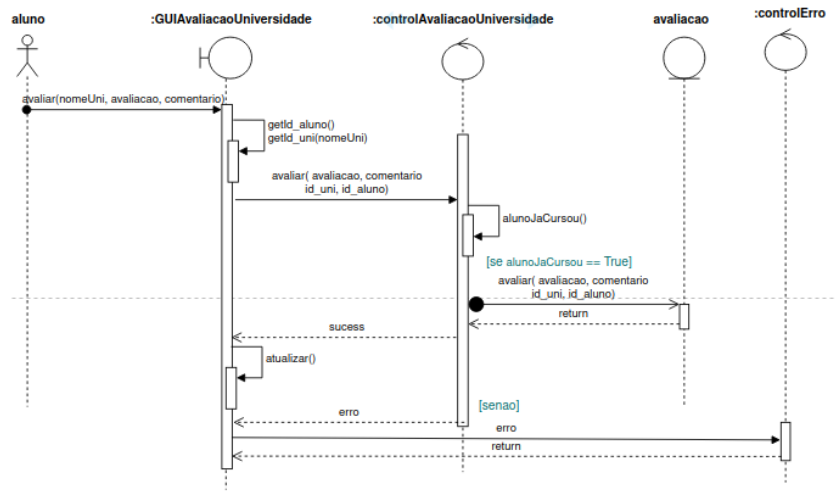 aluno
:GUIAvaliacaoUniversidade
:controlAvaliacaoUniversidade
avaliacao
:controlErro
avaliar(nomeUni, avaliacao, comentario)
getId_aluno()
getId_uni(nomeUni)
avaliar( avaliacao, comentario
id_uni, id_aluno)
alunoJaCursou()
[se alunoJaCursou == True]
avaliar( avaliacao, comentario
id_uni, id_aluno)
return
sucess
atualizar()
[senao]
erro
erro
return